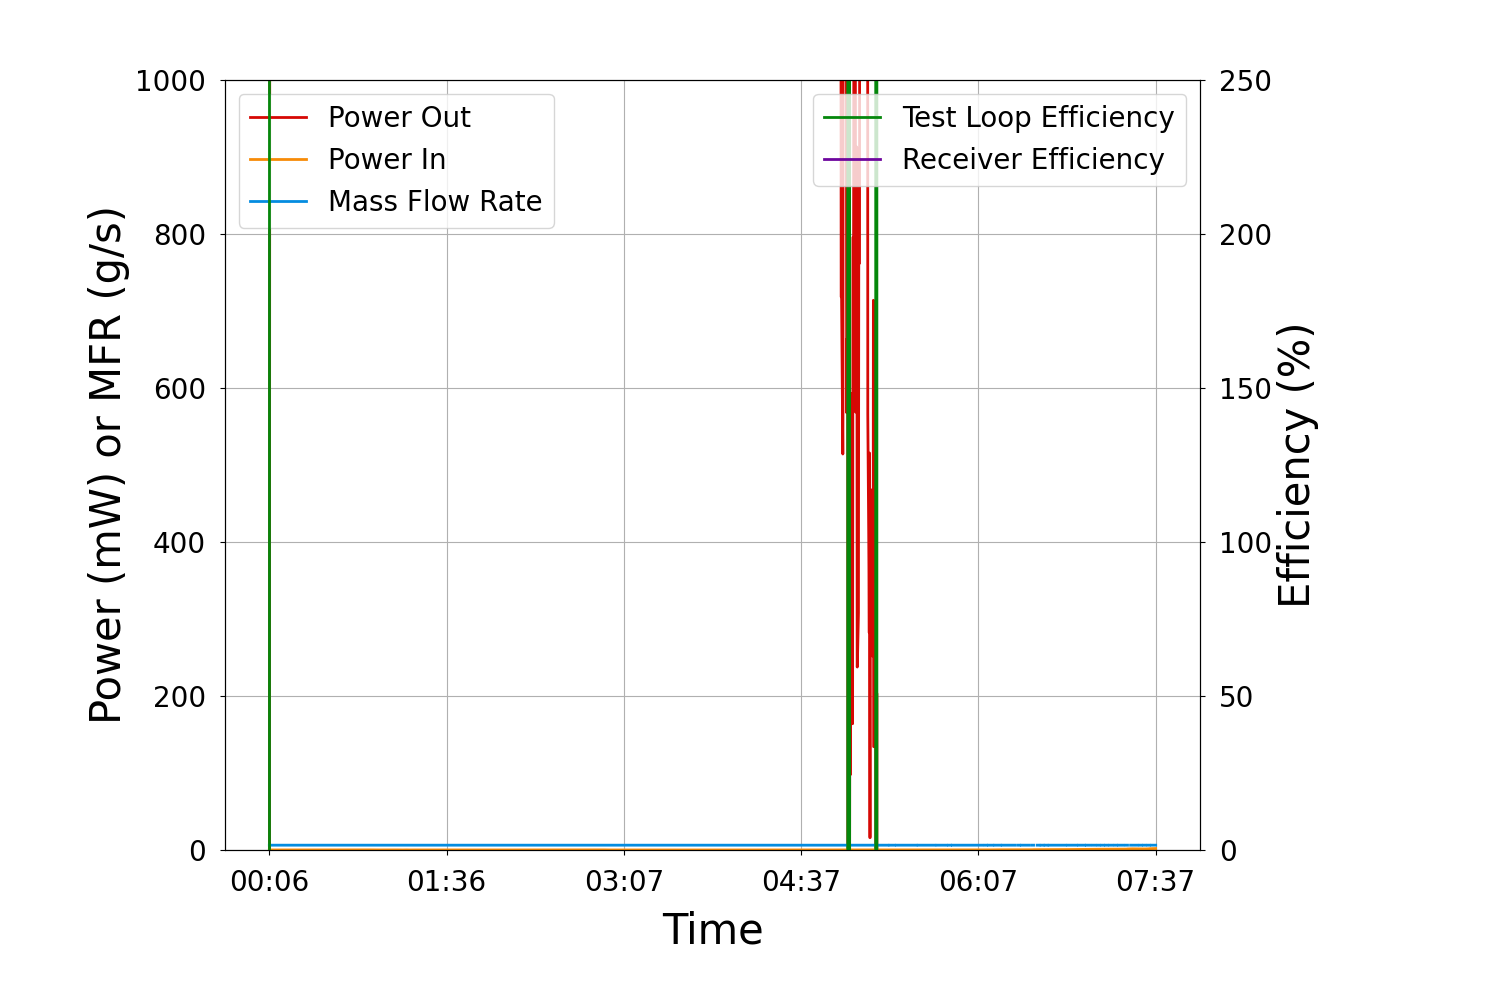 Power Out
Power In
Mass Flow Rate
Test Loop Efficiency
Receiver Efficiency
1000
800
600
400
200
0
Power (mW) or MFR (g/s)
250
200
150
100
50
0
Efficiency (%)
00:06 01:36 03:07 04:37 06:07 07:37
Time